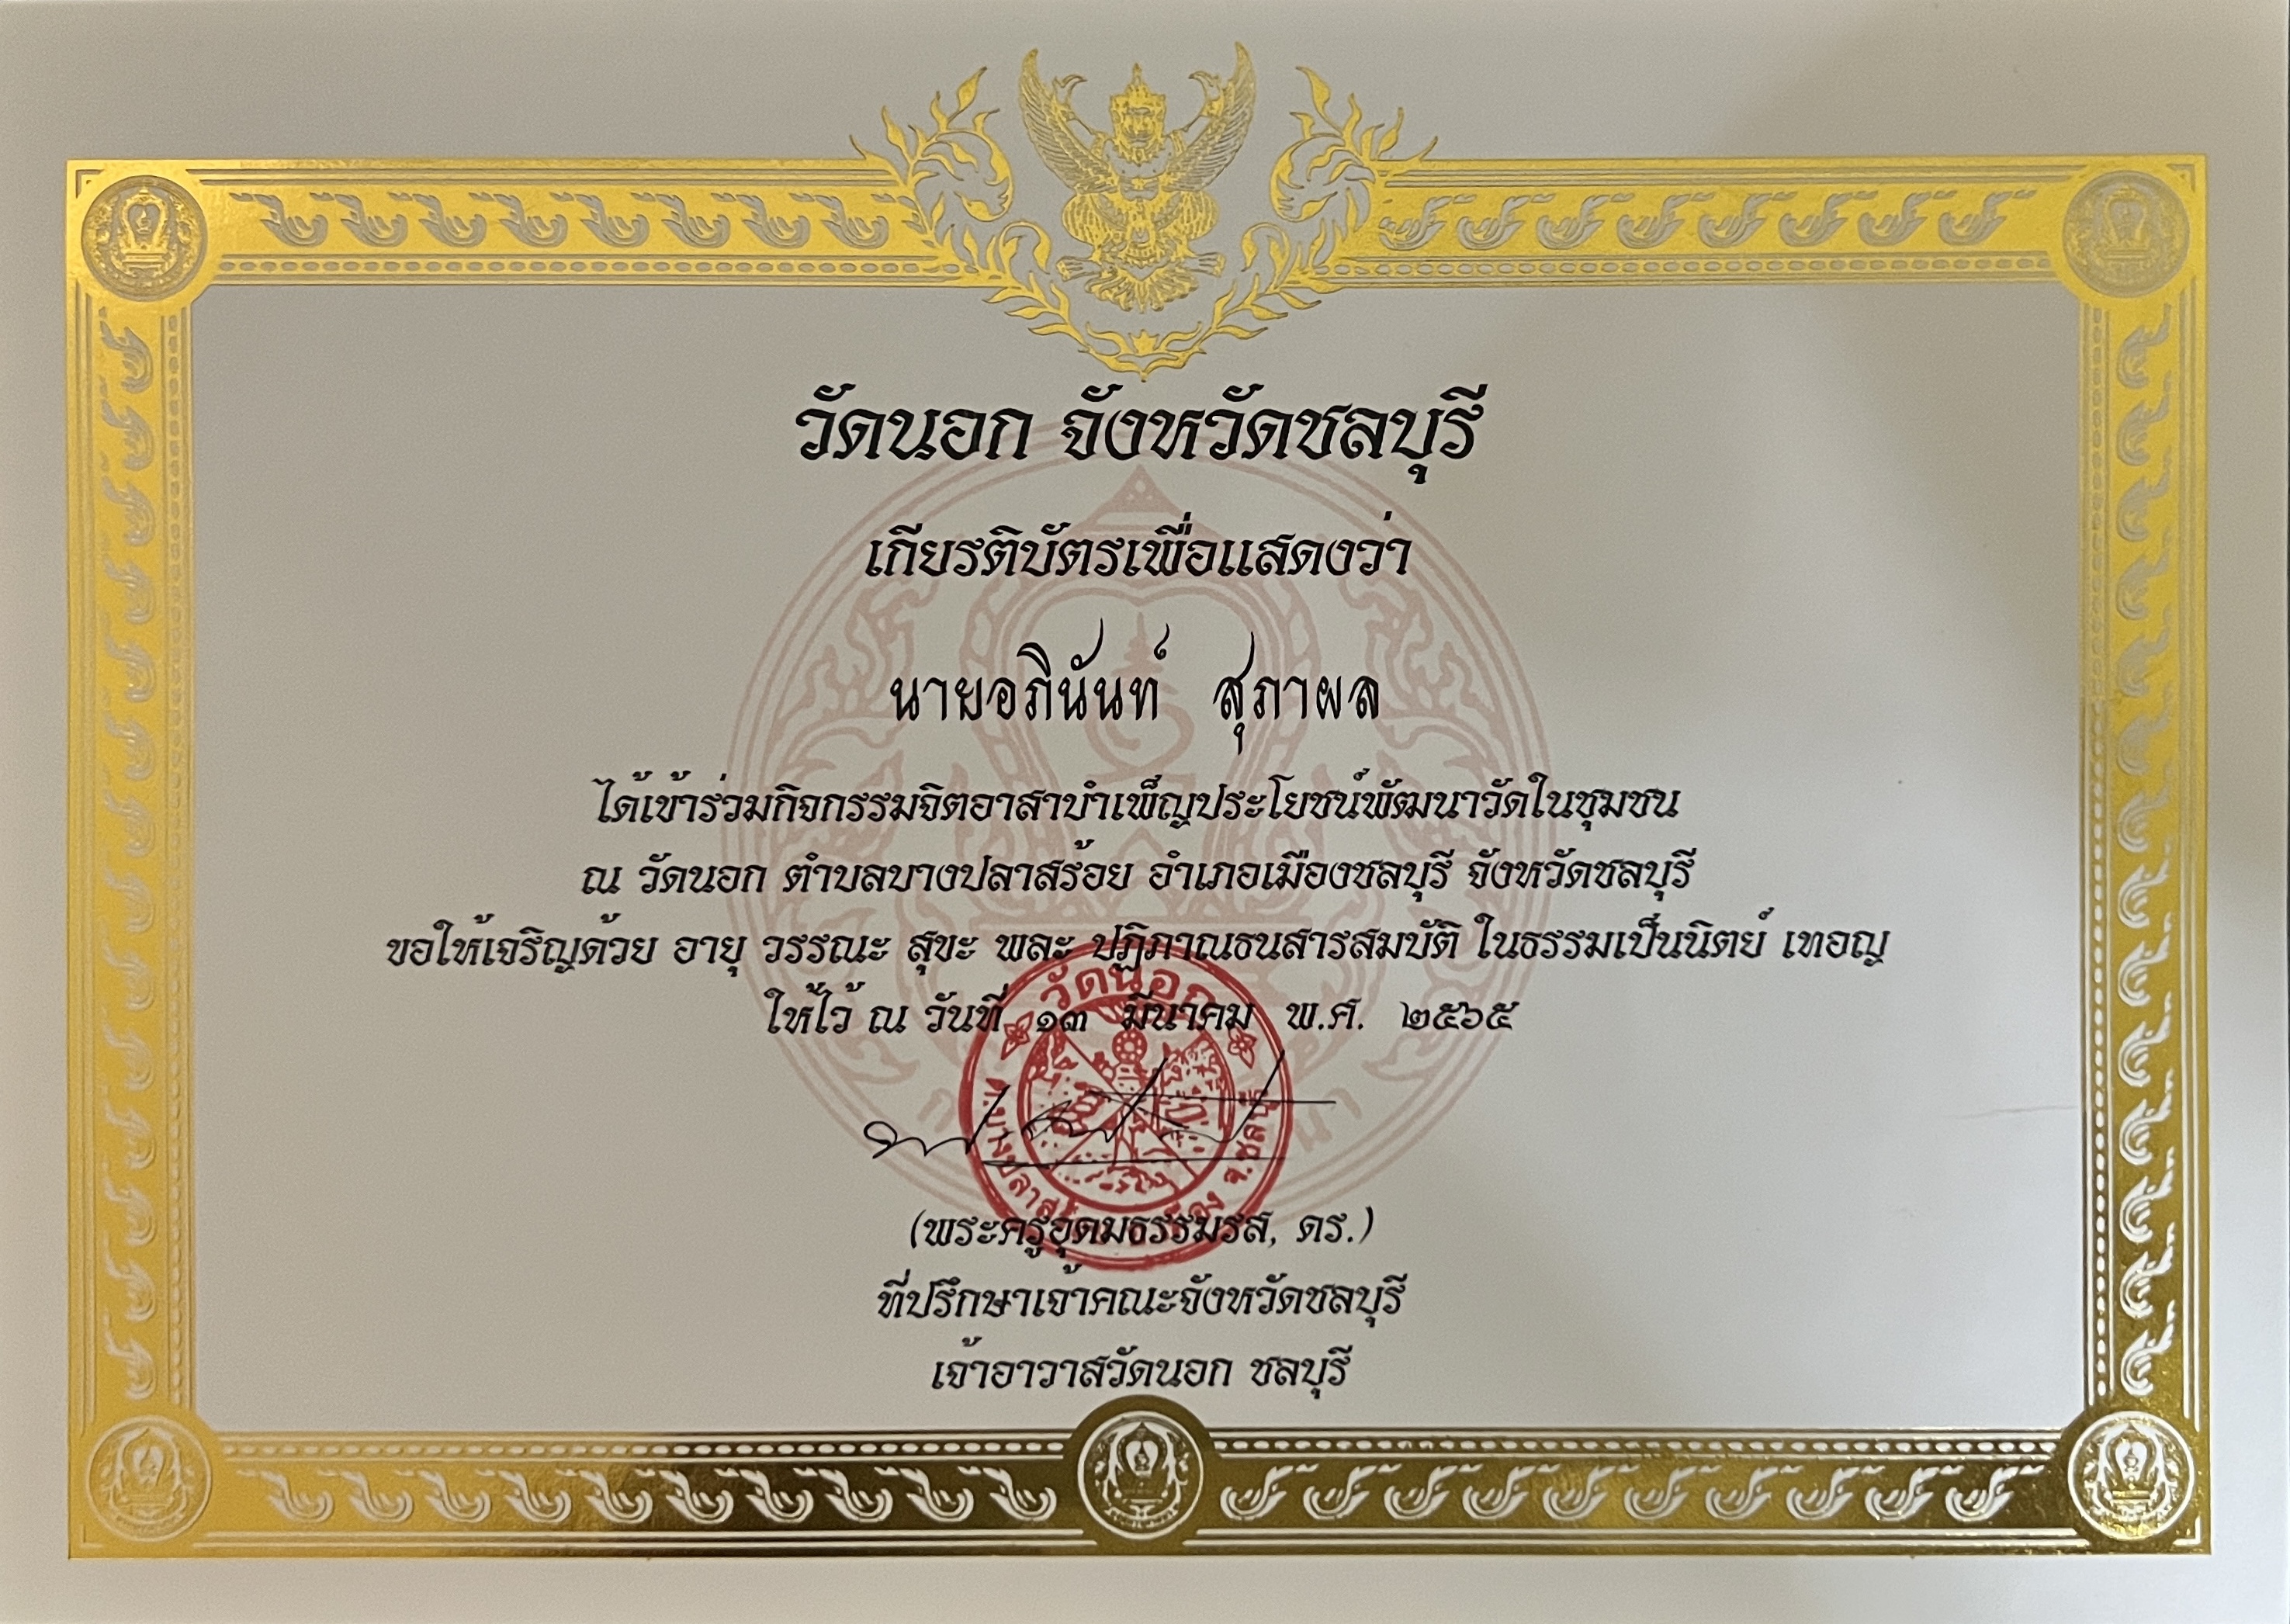 วัดนอก จังหวัดชลบุรี
เกียรติบัตรเพื่อแสดงว่า
นายอภินันท์ สุภาผล
ได้เข้าร่วมกิจกรรมจิตอาสาบำเพ็ญประโยชน์พัฒนาวัดในชุมชน
ณ วัดนอก ตำบลบางปลาสร้อย อำเภอเมืองชลบุรี จังหวัดชลบุรี
ขอให้เจริญด้วย อายุ วรรณะ สุขะ พละ ปฏิภาณธนสารสมบัติ ในธรรมเป็นนิตย์ เทอญ
ให้ไว้ ณ วันที่ ๑๓ มีนาคม พ.ศ. ๒๕๖๕
วัดนอก
(พระครูอุดมธรรมรส, ดร.)
ที่ปรึกษาเจ้าคณะจังหวัดชลบุรี
เจ้าอาวาสวัดนอก ชลบุรี